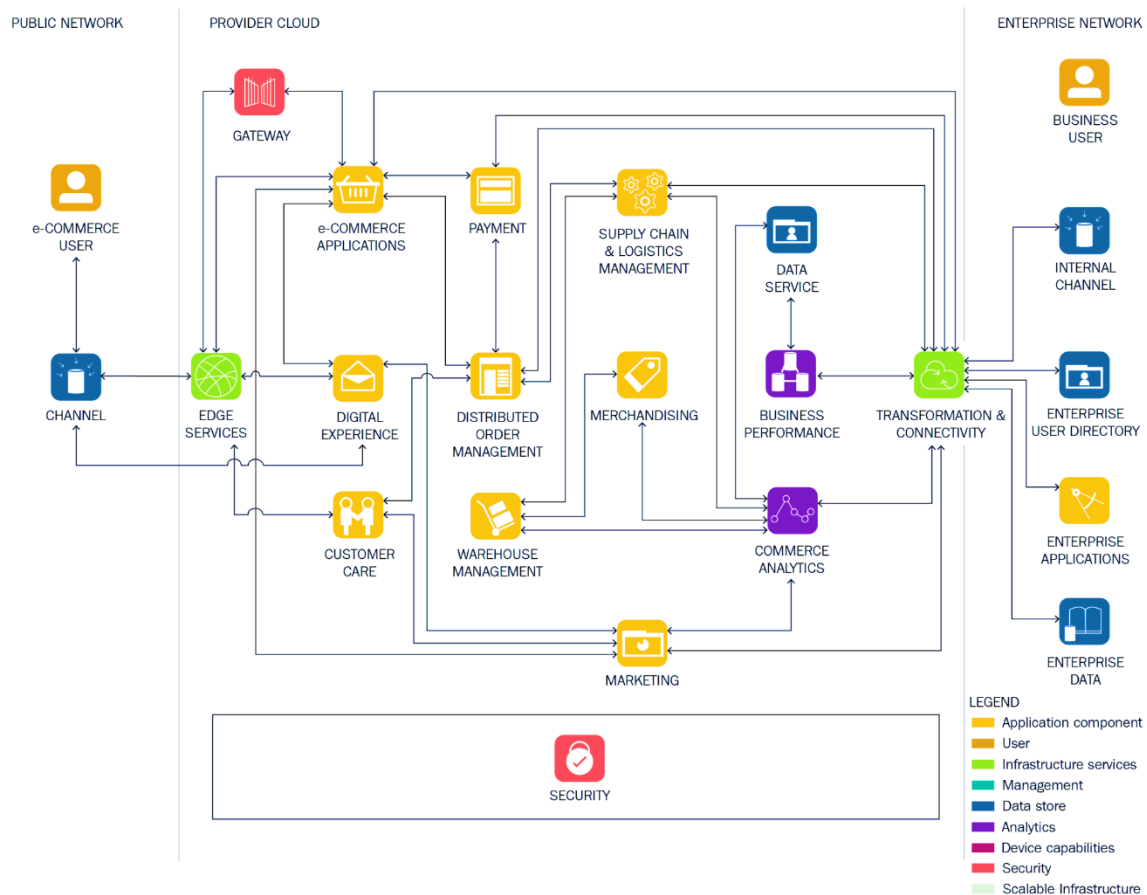 PUBLIC NETWORK
PROVIDER CLOUD
ENTERPRISE NETWORK
GATEWAY
BUSINESS
USER
e-COMMERCE
USER
e-COMMERCE
APPLICATIONS
PAYMENT
SUPPLY CHAIN
& LOGISTICS
MANAGEMENT
DATA
SERVICE
INTERNAL
CHANNEL
CHANNEL
EDGE
SERVICES
DIGITAL
EXPERIENCE
DISTRIBUTED
ORDER
MANAGEMENT
MERCHANDISING
BUSINESS
PERFORMANCE
TRANSFORMATION &
CONNECTIVITY
ENTERPRISE
USER DIRECTORY
CUSTOMER
CARE
WAREHOUSE
MANAGEMENT
COMMERCE
ANALYTICS
ENTERPRISE
APPLICATIONS
MARKETING
ENTERPRISE
DATA
SECURITY
LEGEND
Application component
User
Infrastructure services
Management
Data store
Analytics
Device capabilities
Security
Scalable Infrastructure